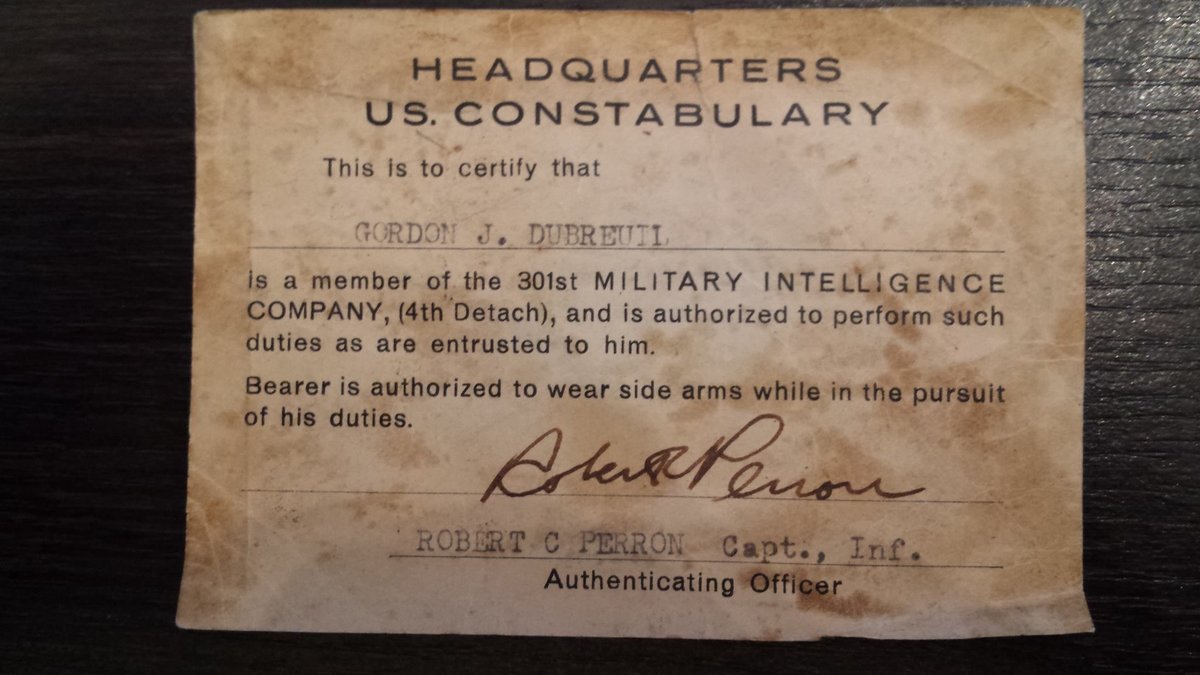 HEADQUARTERS
US. CONSTABULARY
This is to certify that
GORDON J. DUBREUIL
is a member of the 301st MILITARY INTELLIGENCE
COMPANY, (4th Detach), and is authorized to perform such
duties as are entrusted to him.
Bearer is authorized to wear side arms while in the pursuit
of his duties.
Robert C Perron
ROBERT C PERRON Capt., Inf.
Authenticating Officer